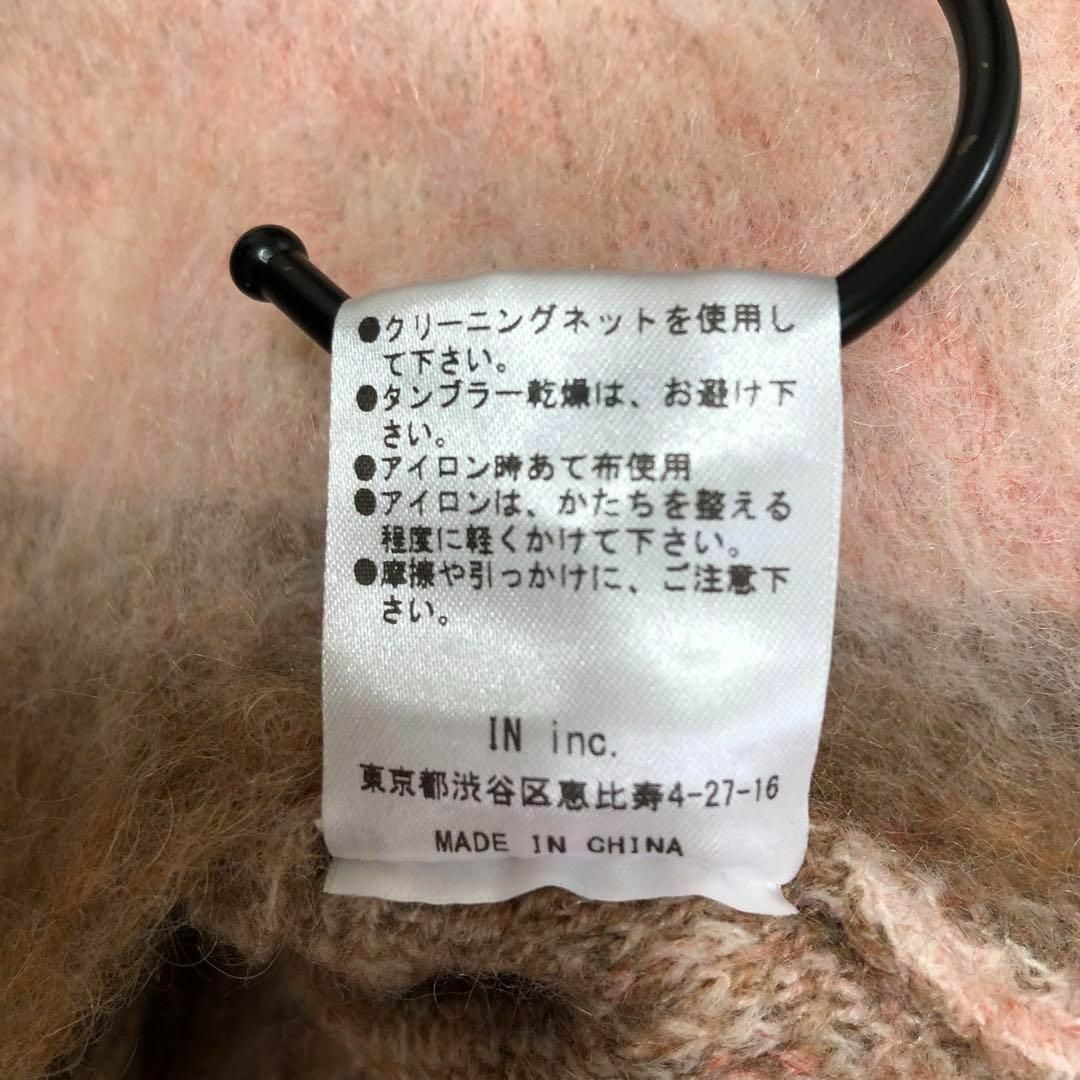 ●クリーニングネットを使用し
て下さい。
●タンブラー乾燥は、お避け下
さい。
●アイロン時あて布使用
●アイロンは、かたちを整える
程度に軽くかけて下さい。
●摩擦や引っかけに、ご注意下
さい。
IN inc.
東京都渋谷区恵比寿4-27-16
MADE IN CHINA